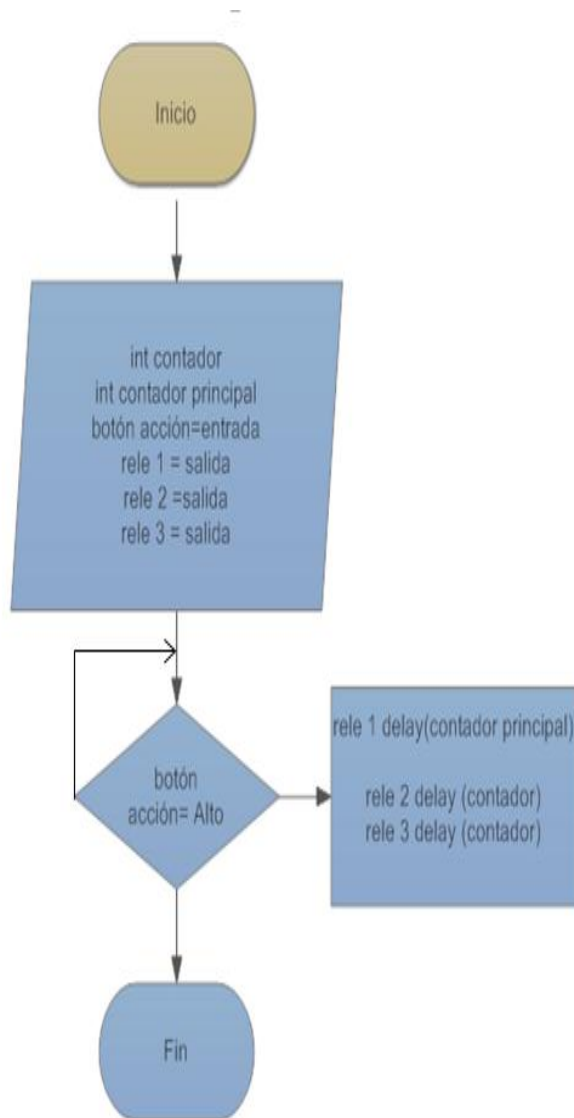 Inicio
int contador
int contador principal
botón acción=entrada
rele 1 = salida
rele 2 =salida
rele 3 = salida
botón
acción= Alto
rele 1 delay(contador principal)
rele 2 delay (contador)
rele 3 delay (contador)
Fin